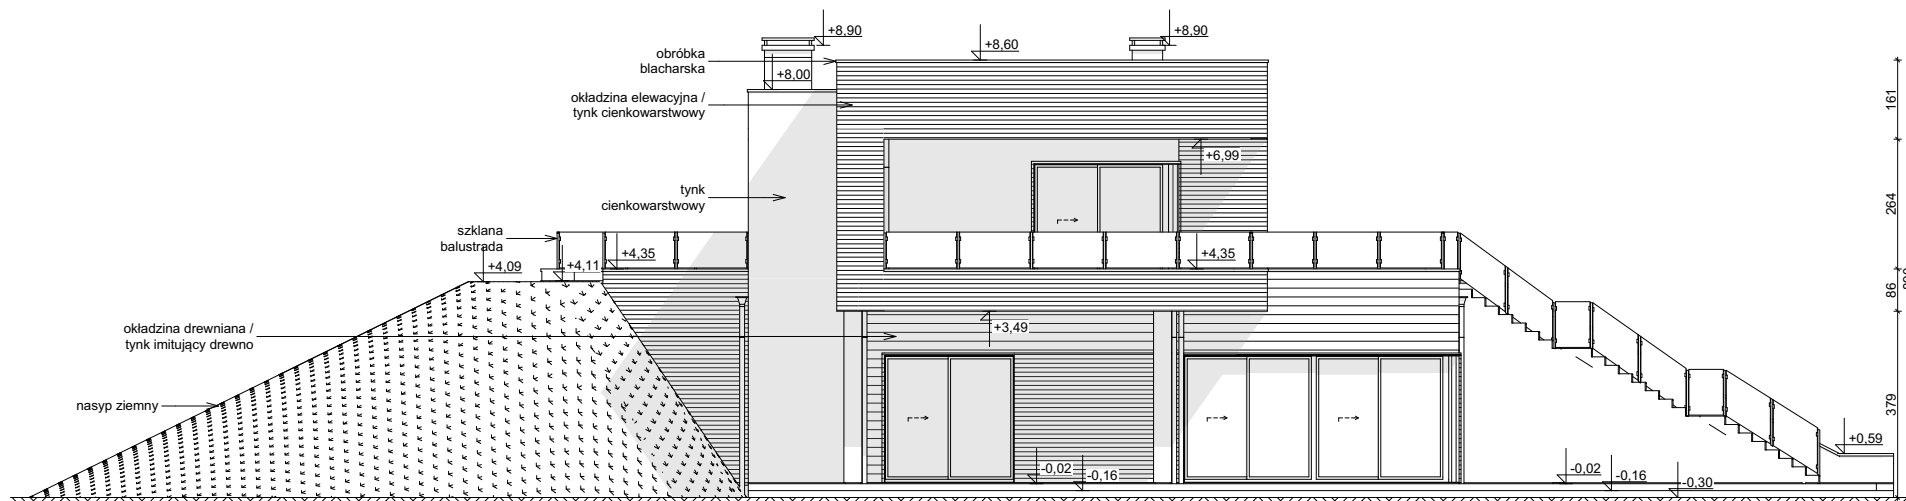 +8,90
+8,60
+8,90
obróbka
blacharska
+8,00
okładzina elewacyjna /
tynk cienkowarstwowy
161
+6,99
tynk
cienkowarstwowy
264
szklana
balustrada
+4,35
+4,35
+4,09
+4,11
86
okładzina drewniana /
tynk imitujący drewno
+3,49
nasyp ziemny
379
+0,59
-0,02
-0,16
-0,02
-0,16
-0,30